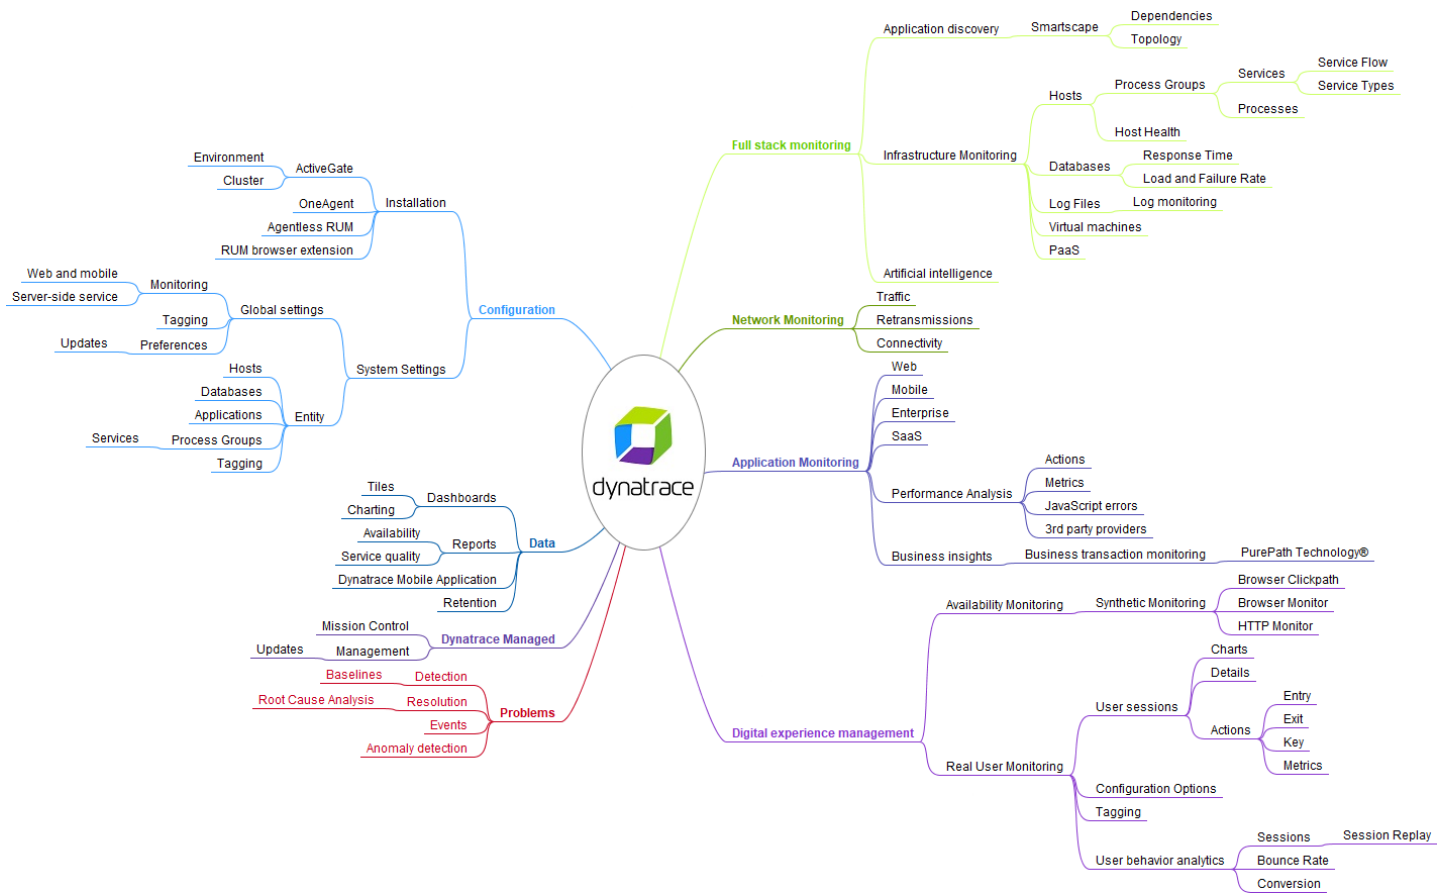 dynatrace
Full stack monitoring
Application discovery
Smartscape
Dependencies
Topology
Infrastructure Monitoring
Hosts
Process Groups
Services
Service Flow
Service Types
Processes
Host Health
Databases
Response Time
Load and Failure Rate
Log Files
Log monitoring
Virtual machines
PaaS
Artificial intelligence
Network Monitoring
Traffic
Retransmissions
Connectivity
Application Monitoring
Web
Mobile
Enterprise
SaaS
Performance Analysis
Actions
Metrics
JavaScript errors
3rd party providers
Business insights
Business transaction monitoring
PurePath Technology®
Digital experience management
Availability Monitoring
Synthetic Monitoring
Browser Clickpath
Browser Monitor
HTTP Monitor
Real User Monitoring
User sessions
Charts
Details
Actions
Entry
Exit
Key
Metrics
Configuration Options
Tagging
User behavior analytics
Sessions
Session Replay
Bounce Rate
Conversion
Configuration
Installation
ActiveGate
Environment
Cluster
OneAgent
Agentless RUM
RUM browser extension
System Settings
Global settings
Monitoring
Web and mobile
Server-side service
Tagging
Preferences
Updates
Entity
Hosts
Databases
Applications
Process Groups
Services
Tagging
Data
Dashboards
Tiles
Charting
Reports
Availability
Service quality
Dynatrace Mobile Application
Retention
Dynatrace Managed
Mission Control
Management
Updates
Problems
Detection
Baselines
Resolution
Root Cause Analysis
Events
Anomaly detection